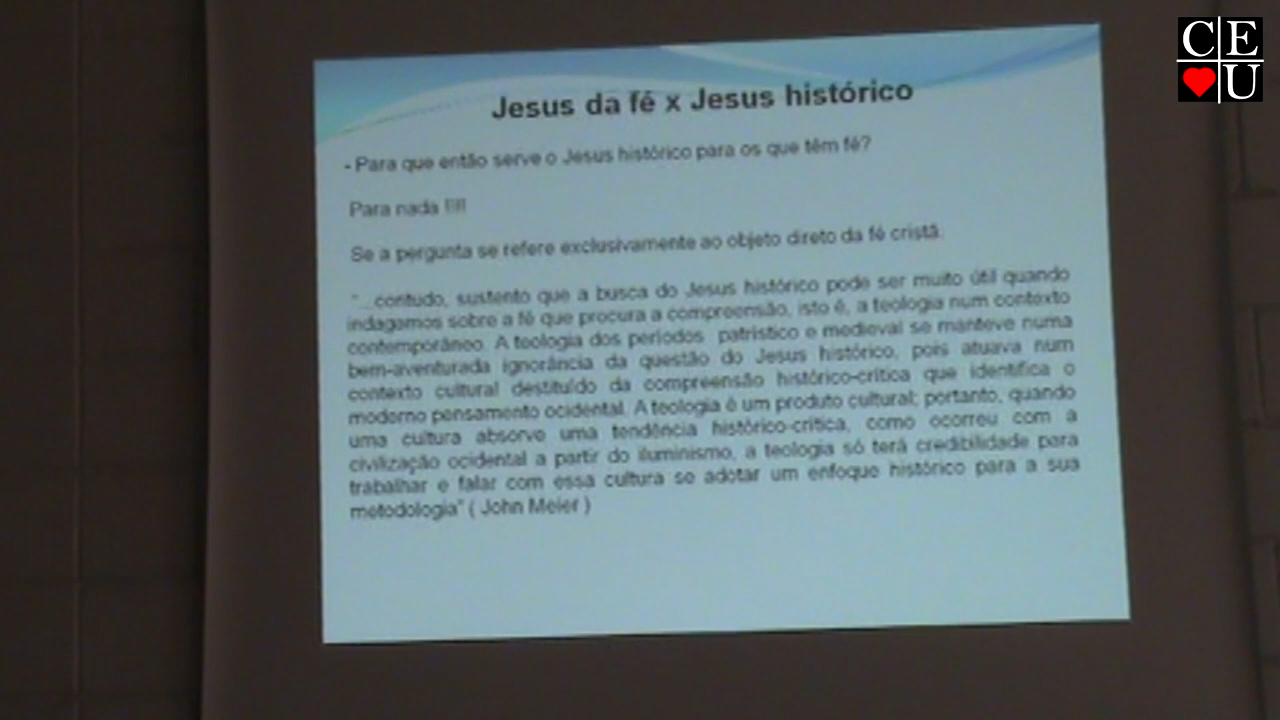 CE
U
Jesus da fé x Jesus histórico
- Para que então serve o Jesus histórico para os que têm fé?
Para nada !!!!
Se a pergunta se refere exclusivamente ao objeto direto da fé cristã.
"...contudo, sustento que a busca do Jesus histórico pode ser muito útil quando
indagamos sobre a fé que procura a compreensão, isto é, a teologia num contexto
contemporâneo. A teologia dos períodos patrístico e medieval se manteve numa
bem-aventurada ignorância da questão do Jesus histórico, pois atuava num
contexto cultural destituído da compreensão histórico-crítica que identifica o
moderno pensamento ocidental. A teologia é um produto cultural; portanto, quando
uma cultura absorve uma tendência histórico-crítica, como ocorreu com a
civilização ocidental a partir do iluminismo, a teologia só terá credibilidade para
trabalhar e falar com essa cultura se adotar um enfoque histórico para a sua
metodologia" ( John Meier )